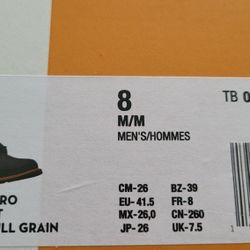 8
TB 0
M/M
MEN'S/HOMMES
RO
T
LL GRAIN
CM-26 BZ-39
EU-41.5 FR-8
MX-26,0 CN-260
JP-26 UK-7.5
1